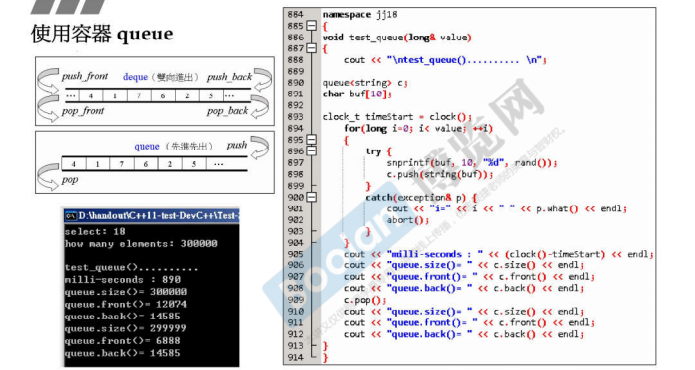 使用容器 queue
push_front deque (雙向進出) push_back
... 4 1 7 6 2 5 ...
pop_front pop_back
queue (先進先出) push
4 1 7 6 2 5 ...
pop
D:\handout\C++11-test-DevC++\Test-
select: 18
how many elements: 300000
test_queue()..........
milli-seconds : 890
queue.size()= 300000
queue.front()= 12074
queue.back()= 14585
queue.size()= 299999
queue.front()= 6888
queue.back()= 14585
884 namespace jj18
885 {
886 void test_queue(long& value)
887 {
888 cout << "\ntest_queue().......... \n";
889
890 queue<string> c;
891 char buf[10];
892
893 clock_t timeStart = clock();
894 for(long i=0; i< value; ++i)
895 {
896 try {
897 snprintf(buf, 10, "%d", rand());
898 c.push(string(buf));
899 }
900 catch(exception& p) {
901 cout << "i=" << i << " " << p.what() << endl;
902 abort();
903 }
904 }
905 cout << "milli-seconds : " << (clock()-timeStart) << endl;
906 cout << "queue.size()= " << c.size() << endl;
907 cout << "queue.front()= " << c.front() << endl;
908 cout << "queue.back()= " << c.back() << endl;
909 c.pop();
910 cout << "queue.size()= " << c.size() << endl;
911 cout << "queue.front()= " << c.front() << endl;
912 cout << "queue.back()= " << c.back() << endl;
913 }
914 }
Boolan 博览网